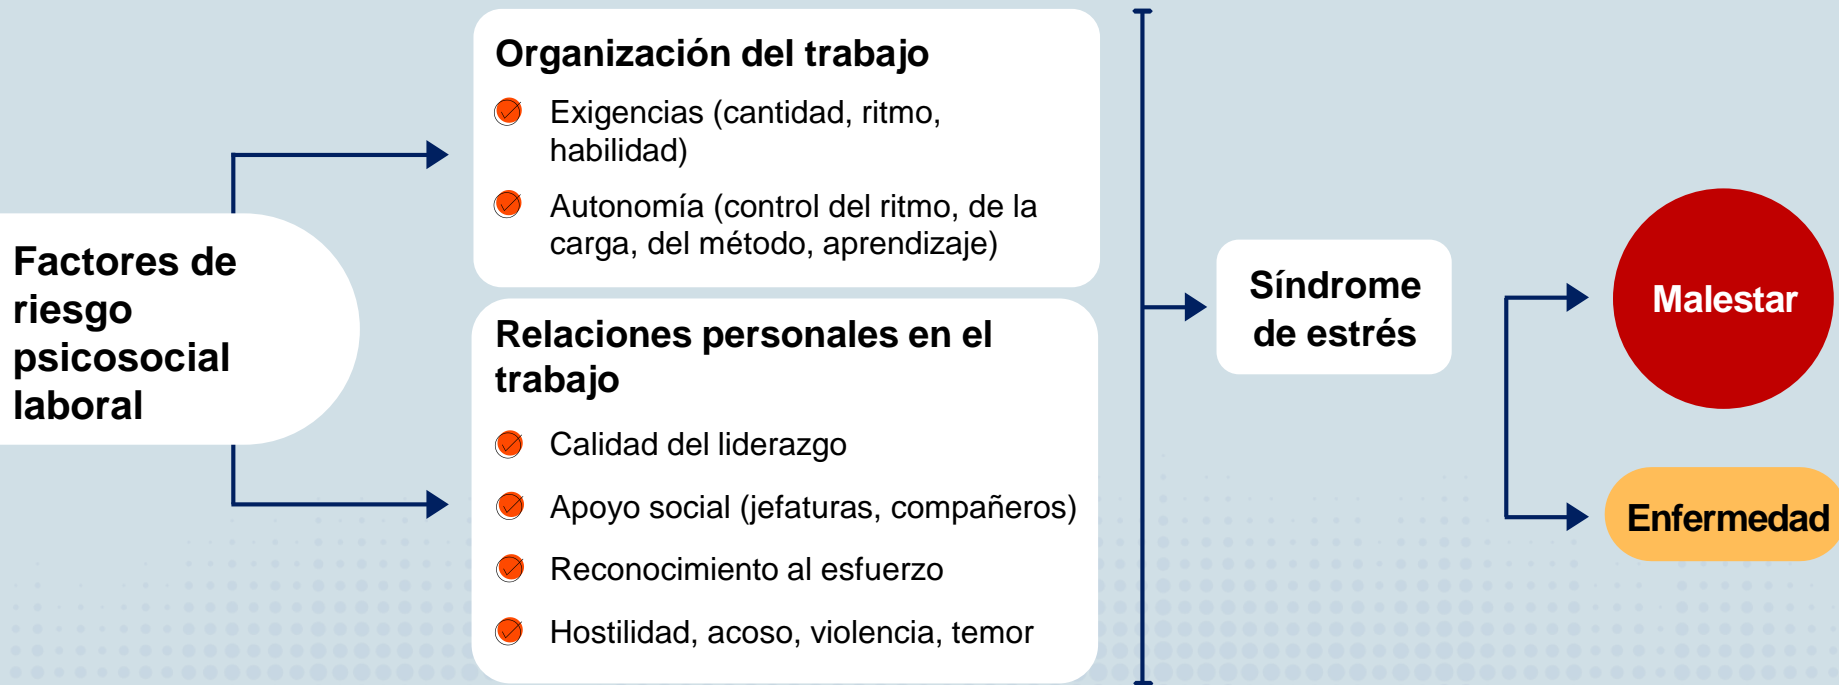 Factores de
riesgo
psicosocial
laboral
Organización del trabajo
Exigencias (cantidad, ritmo,
habilidad)
Autonomía (control del ritmo, de la
carga, del método, aprendizaje)
Relaciones personales en el
trabajo
Calidad del liderazgo
Apoyo social (jefaturas, compañeros)
Reconocimiento al esfuerzo
Hostilidad, acoso, violencia, temor
Síndrome
de estrés
Malestar
Enfermedad